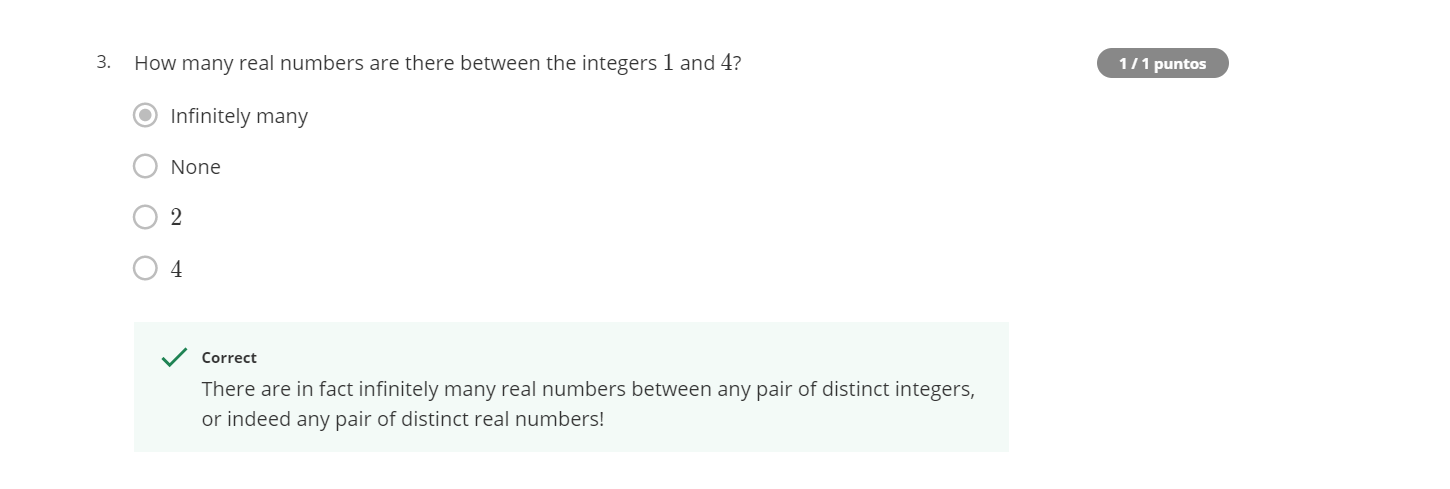 3. How many real numbers are there between the integers 1 and 4?
1 / 1 puntos
Infinitely many
None
2
4
Correct
There are in fact infinitely many real numbers between any pair of distinct integers,
or indeed any pair of distinct real numbers!